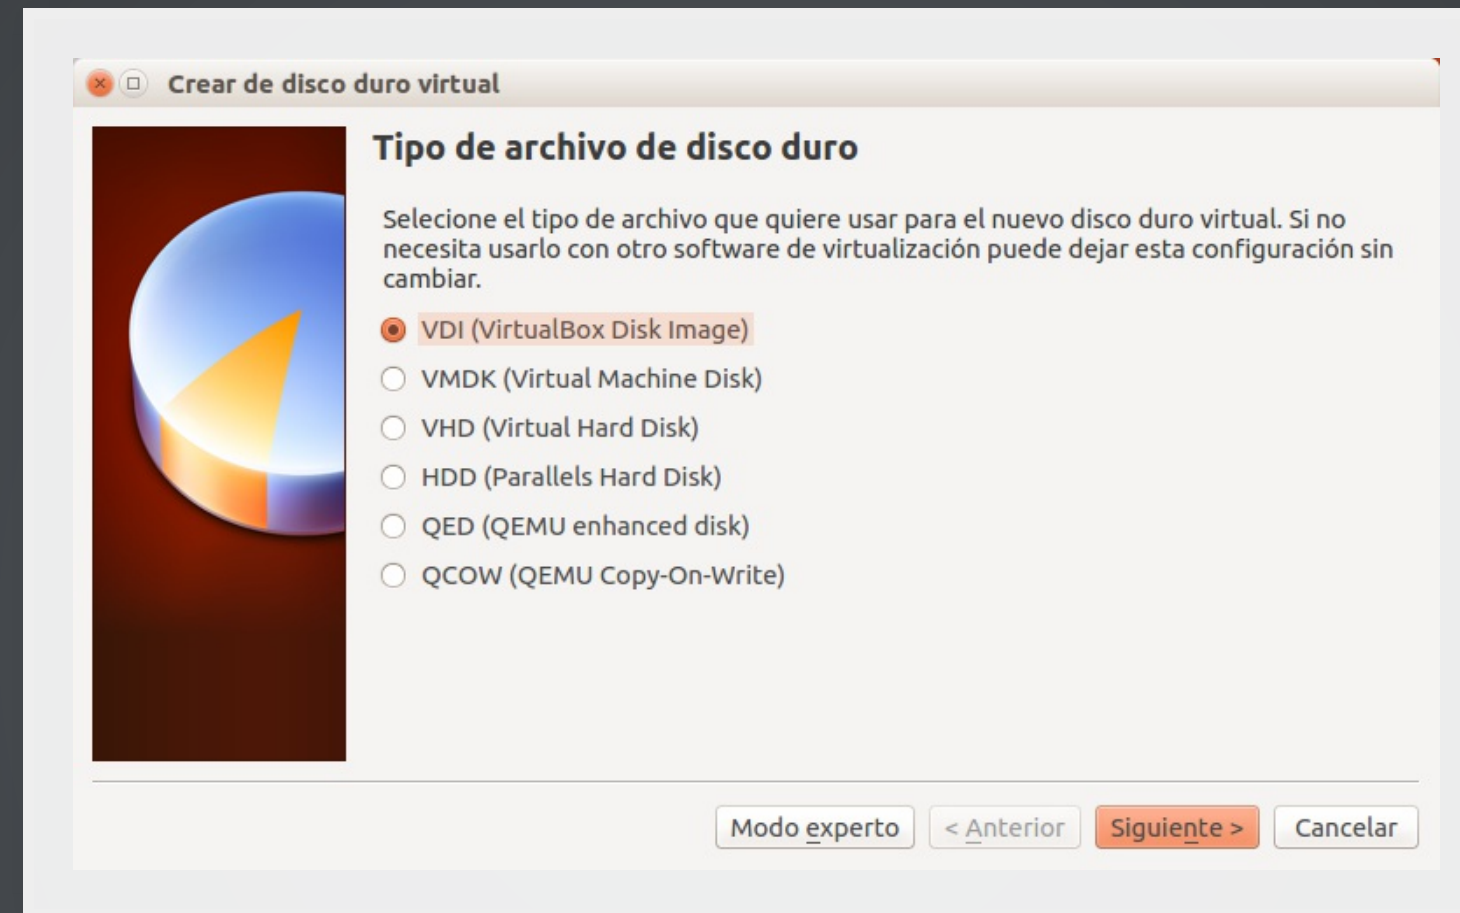 Crear de disco duro virtual
Tipo de archivo de disco duro
Selecione el tipo de archivo que quiere usar para el nuevo disco duro virtual. Si no
necesita usarlo con otro software de virtualización puede dejar esta configuración sin
cambiar.
VDI (VirtualBox Disk Image)
VMDK (Virtual Machine Disk)
VHD (Virtual Hard Disk)
HDD (Parallels Hard Disk)
QED (QEMU enhanced disk)
QCOW (QEMU Copy-On-Write)
Modo experto < Anterior Siguiente > Cancelar